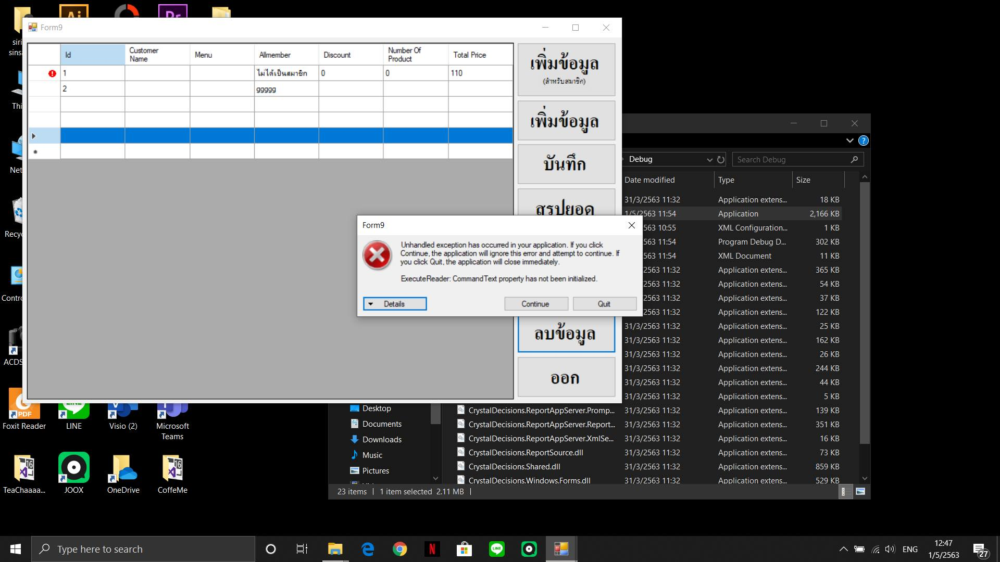 Form9
Id
Customer Name
Menu
Allmember
Discount
Number Of Product
Total Price
1
ไม่ได้เป็นสมาชิก
0
0
110
2
ggggg
เพิ่มข้อมูล
(สำหรับสมาชิก)
เพิ่มข้อมูล
บันทึก
สรุปยอด
ลบข้อมูล
ออก
Form9
Unhandled exception has occurred in your application. If you click
Continue, the application will ignore this error and attempt to continue. If
you click Quit, the application will close immediately.
ExecuteReader: CommandText property has not been initialized.
Details
Continue
Quit
Debug
Search Debug
Date modified
Type
Size
31/3/2563 11:32
Application extens...
18 KB
1/5/2563 11:54
Application
2,166 KB
563 10:55
XML Configuration...
1 KB
563 11:54
Program Debug D...
302 KB
563 11:54
XML Document
11 KB
2563 11:32
Application extens...
365 KB
2563 11:32
Application extens...
54 KB
2563 11:32
Application extens...
37 KB
2563 11:32
Application extens...
122 KB
31/3/2563 11:32
Application extens...
25 KB
31/3/2563 11:32
Application extens...
162 KB
31/3/2563 11:32
Application extens...
26 KB
31/3/2563 11:32
Application extens...
244 KB
31/3/2563 11:32
Application extens...
44 KB
31/3/2563 11:32
Application extens...
5 KB
CrystalDecisions.ReportAppServer.Promp...
31/3/2563 11:32
Application extens...
139 KB
CrystalDecisions.ReportAppServer.Report...
31/3/2563 11:32
Application extens...
351 KB
CrystalDecisions.ReportAppServer.XmlSe...
31/3/2563 11:32
Application extens...
16 KB
CrystalDecisions.ReportSource.dll
31/3/2563 11:32
Application extens...
73 KB
CrystalDecisions.Shared.dll
31/3/2563 11:32
Application extens...
859 KB
CrystalDecisions.Windows.Forms.dll
31/3/2563 11:32
Application extens...
529 KB
Desktop
Documents
Downloads
Music
Pictures
23 items
1 item selected 2.11 MB
siri
sinsa
Thi
Net
Recyc
Contro
ACDS
Foxit Reader
LINE
Visio (2)
Microsoft Teams
TeaChaaaa...
JOOX
OneDrive
CoffeMe
Type here to search
ENG
12:47
1/5/2563
27